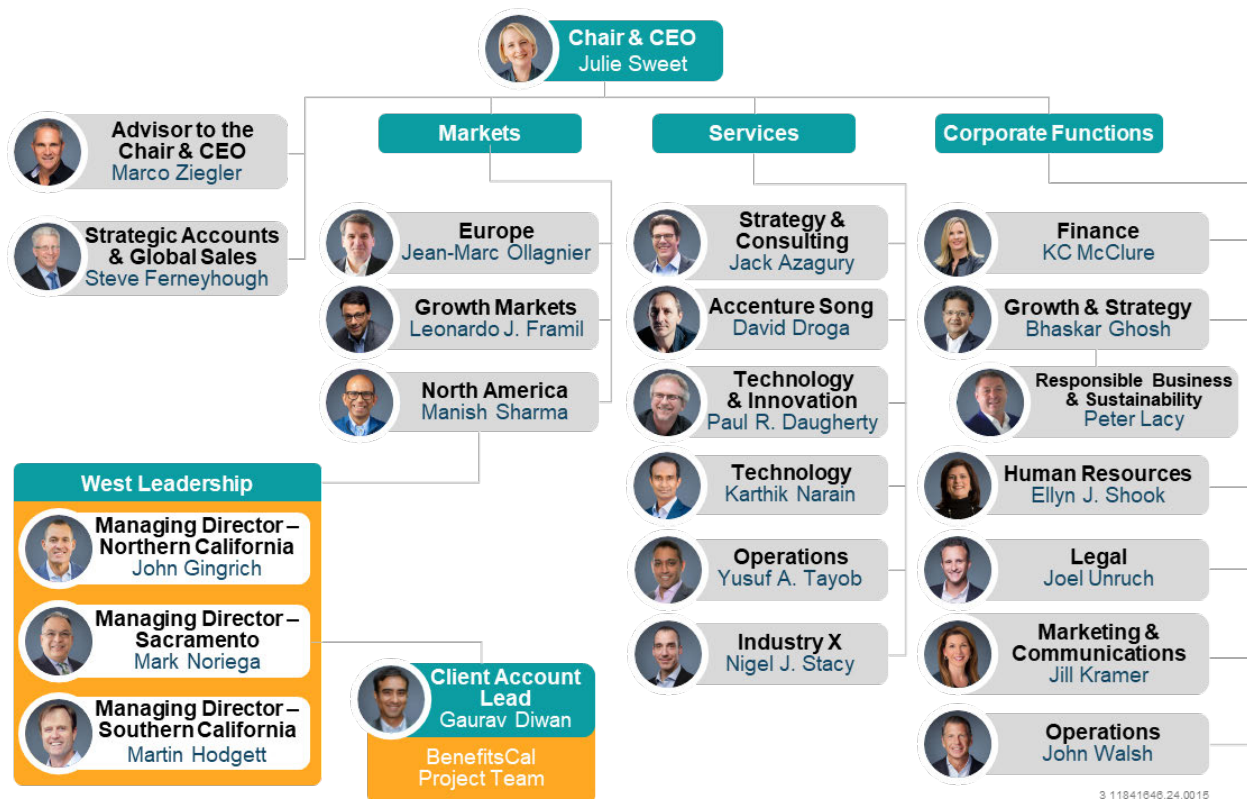 Chair & CEO
Julie Sweet
Advisor to the
Chair & CEO
Marco Ziegler
Strategic Accounts
& Global Sales
Steve Ferneyhough
Markets
Europe
Jean-Marc Ollagnier
Growth Markets
Leonardo J. Framil
North America
Manish Sharma
West Leadership
Managing Director –
Northern California
John Gingrich
Managing Director –
Sacramento
Mark Noriega
Managing Director –
Southern California
Martin Hodgett
Client Account
Lead
Gaurav Diwan
BenefitsCal
Project Team
Services
Strategy &
Consulting
Jack Azagury
Accenture Song
David Droga
Technology
& Innovation
Paul R. Daugherty
Technology
Karthik Narain
Operations
Yusuf A. Tayob
Industry X
Nigel J. Stacy
Corporate Functions
Finance
KC McClure
Growth & Strategy
Bhaskar Ghosh
Responsible Business
& Sustainability
Peter Lacy
Human Resources
Ellyn J. Shook
Legal
Joel Unruch
Marketing &
Communications
Jill Kramer
Operations
John Walsh
3 11841646.24.0015